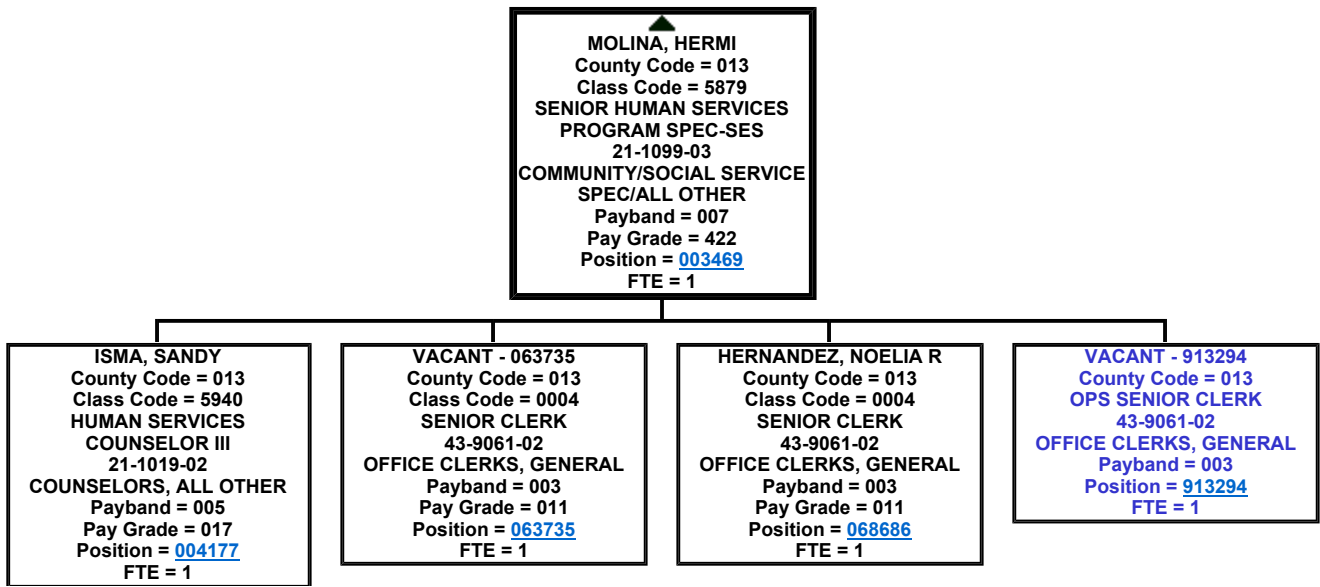 MOLINA, HERMI
County Code = 013
Class Code = 5879
SENIOR HUMAN SERVICES
PROGRAM SPEC-SES
21-1099-03
COMMUNITY/SOCIAL SERVICE
SPEC/ALL OTHER
Payband = 007
Pay Grade = 422
Position = 003469
FTE = 1
ISMA, SANDY
County Code = 013
Class Code = 5940
HUMAN SERVICES
COUNSELOR III
21-1019-02
COUNSELORS, ALL OTHER
Payband = 005
Pay Grade = 017
Position = 004177
FTE = 1
VACANT - 063735
County Code = 013
Class Code = 0004
SENIOR CLERK
43-9061-02
OFFICE CLERKS, GENERAL
Payband = 003
Pay Grade = 011
Position = 063735
FTE = 1
HERNANDEZ, NOELIA R
County Code = 013
Class Code = 0004
SENIOR CLERK
43-9061-02
OFFICE CLERKS, GENERAL
Payband = 003
Pay Grade = 011
Position = 068686
FTE = 1
VACANT - 913294
County Code = 013
OPS SENIOR CLERK
43-9061-02
OFFICE CLERKS, GENERAL
Payband = 003
Position = 913294
FTE = 1